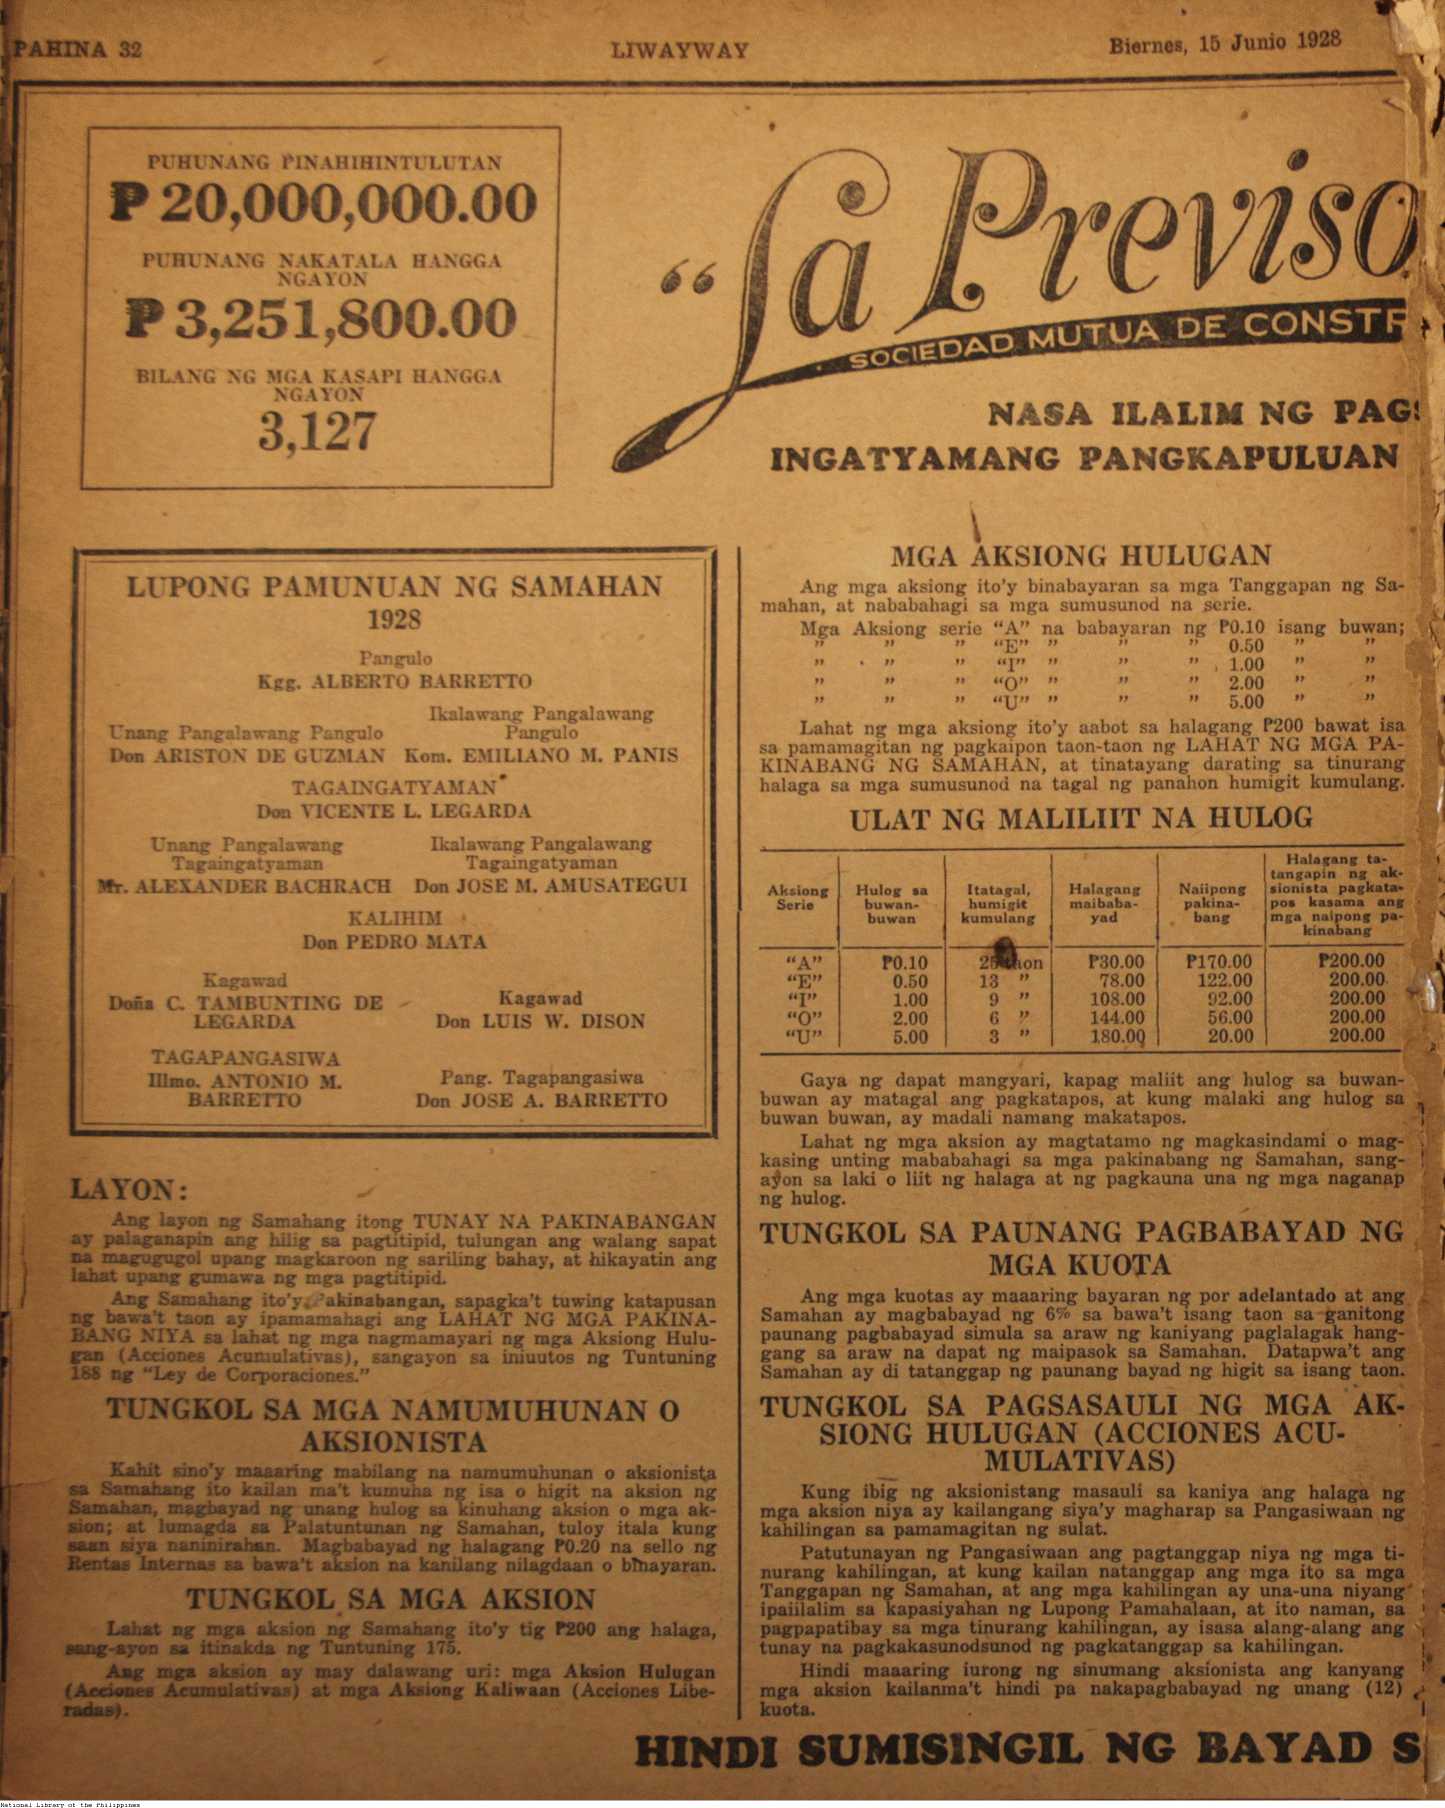 PAHINA 32
LIWAYWAY
Biernes, 15 Junio 1928
PUHUNANG PINAHIHINTULUTAN
₱ 20,000,000.00
PUHUNANG NAKATALA HANGGA
NGAYON
₱ 3,251,800.00
BILANG NG MGA KASAPI HANGGA
NGAYON
3,127
"La Previso
SOCIEDAD MUTUA DE CONSTR
NASA ILALIM NG PAGS
INGATYAMANG PANGKAPULUAN
LUPONG PAMUNUAN NG SAMAHAN
1928
Pangulo
Kgg. ALBERTO BARRETTO
Unang Pangalawang Pangulo
Don ARISTON DE GUZMAN
Ikalawang Pangalawang
Pangulo
Kom. EMILIANO M. PANIS
TAGAINGATYAMAN
Don VICENTE L. LEGARDA
Unang Pangalawang
Tagaingatyaman
Mr. ALEXANDER BACHRACH
Ikalawang Pangalawang
Tagaingatyaman
Don JOSE M. AMUSATEGUI
KALIHIM
Don PEDRO MATA
Kagawad
Doña C. TAMBUNTING DE
LEGARDA
Kagawad
Don LUIS W. DISON
TAGAPANGASIWA
Illmo. ANTONIO M.
BARRETTO
Pang. Tagapangasiwa
Don JOSE A. BARRETTO
LAYON:
Ang layon ng Samahang itong TUNAY NA PAKINABANGAN
ay palaganapin ang hilig sa pagtitipid, tulungan ang walang sapat
na magugugol upang magkaroon ng sariling bahay, at hikayatin ang
lahat upang gumawa ng mga pagtitipid.
Ang Samahang ito'y Pakinabangan, sapagka't tuwing katapusan
ng bawa't taon ay ipamamahagi ang LAHAT NG MGA PAKINA-
BANG NIYA sa lahat ng mga nagmamayari ng mga Aksiong Hulu-
gan (Acciones Acumulativas), sangayon sa iniuutos ng Tuntuning
188 ng "Ley de Corporaciones."
TUNGKOL SA MGA NAMUMUHUNAN O
AKSIONISTA
Kahit sino'y maaaring mabilang na namumuhunan o aksionista
sa Samahang ito kailan ma't kumuha ng isa o higit na aksion ng
Samahan, magbayad ng unang hulog sa kinuhang aksion o mga ak-
sion; at lumagda sa Palatuntunan ng Samahan, tuloy itala kung
saan siya naninirahan. Magbabayad ng halagang ₱0.20 na sello ng
Rentas Internas sa bawa't aksion na kanilang nilagdaan o binayaran.
TUNGKOL SA MGA AKSION
Lahat ng mga aksion ng Samahang ito'y tig ₱200 ang halaga,
sang-ayon sa itinakda ng Tuntuning 175.
Ang mga aksion ay may dalawang uri: mga Aksion Hulugan
(Acciones Acumulativas) at mga Aksiong Kaliwaan (Acciones Libe-
radas).
MGA AKSIONG HULUGAN
Ang mga aksiong ito'y binabayaran sa mga Tanggapan ng Sa-
mahan, at nababahagi sa mga sumusunod na serie.
Mga Aksiong serie "A" na babayaran ng ₱0.10 isang buwan;
" " " "E" " " " 0.50 " "
" " " "I" " " " 1.00 " "
" " " "O" " " " 2.00 " "
" " " "U" " " " 5.00 " "
Lahat ng mga aksiong ito'y aabot sa halagang ₱200 bawat isa
sa pamamagitan ng pagkaipon taon-taon ng LAHAT NG MGA PA-
KINABANG NG SAMAHAN, at tinatayang darating sa tinurang
halaga sa mga sumusunod na tagal ng panahon humigit kumulang.
ULAT NG MALILIIT NA HULOG
Aksiong
Serie
Hulog sa
buwan-
buwan
Itatagal,
humigit
kumulang
Halagang
maibaba-
yad
Naiipong
pakina-
bang
Halagang ta-
tangapin ng ak-
sionista pagkata-
pos kasama ang
mga naipong pa-
kinabang
"A" ₱0.10 25 taon ₱30.00 ₱170.00 ₱200.00
"E" 0.50 13 " 78.00 122.00 200.00
"I" 1.00 9 " 108.00 92.00 200.00
"O" 2.00 6 " 144.00 56.00 200.00
"U" 5.00 3 " 180.00 20.00 200.00
Gaya ng dapat mangyari, kapag maliit ang hulog sa buwan-
buwan ay matagal ang pagkatapos, at kung malaki ang hulog sa
buwan buwan, ay madali namang makatapos.
Lahat ng mga aksion ay magtatamo ng magkasindami o mag-
kasing unting mababahagi sa mga pakinabang ng Samahan, sang-
ayon sa laki o liit ng halaga at ng pagkauna una ng mga naganap
ng hulog.
TUNGKOL SA PAUNANG PAGBABAYAD NG
MGA KUOTA
Ang mga kuotas ay maaaring bayaran ng por adelantado at ang
Samahan ay magbabayad ng 6% sa bawa't isang taon sa ganitong
paunang pagbabayad simula sa araw ng kaniyang paglalagak hang-
gang sa araw na dapat ng maipasok sa Samahan. Datapwa't ang
Samahan ay di tatanggap ng paunang bayad ng higit sa isang taon.
TUNGKOL SA PAGSASAULI NG MGA AK-
SIONG HULUGAN (ACCIONES ACU-
MULATIVAS)
Kung ibig ng aksionistang masauli sa kaniya ang halaga ng
mga aksion niya ay kailangang siya'y magharap sa Pangasiwaan ng
kahilingan sa pamamagitan ng sulat.
Patutunayan ng Pangasiwaan ang pagtanggap niya ng mga ti-
nurang kahilingan, at kung kailan natanggap ang mga ito sa mga
Tanggapan ng Samahan, at ang mga kahilingan ay una-una niyang
ipaiilalim sa kapasiyahan ng Lupong Pamahalaan, at ito naman, sa
pagpapatibay sa mga tinurang kahilingan, ay isasa alang-alang ang
tunay na pagkakasunodsunod ng pagkatanggap sa kahilingan.
Hindi maaaring iurong ng sinumang aksionista ang kanyang
mga aksion kailanma't hindi pa nakapagbabayad ng unang (12)
kuota.
HINDI SUMISINGIL NG BAYAD S
National Library of the Philippines